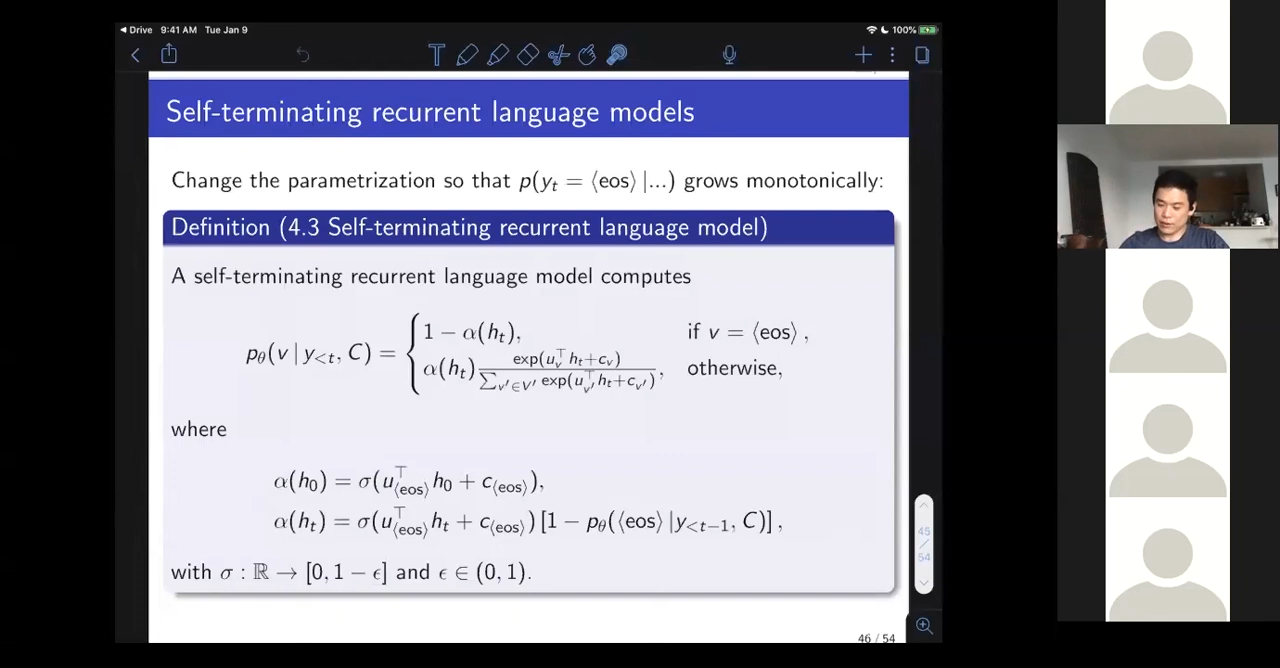 Drive 9:41 AM Tue Jan 9 100%
Self-terminating recurrent language models
Change the parametrization so that p(y_t = ⟨eos⟩ |...) grows monotonically:
Definition (4.3 Self-terminating recurrent language model)
A self-terminating recurrent language model computes
p_θ(v | y_{<t}, C) = { 1 − α(h_t), if v = ⟨eos⟩ ,
α(h_t) exp(u_v^⊤ h_t+c_v) / ∑_{v′∈V′} exp(u_{v′}^⊤ h_t+c_{v′}) , otherwise,
where
α(h_0) = σ(u_{⟨eos⟩}^⊤ h_0 + c_{⟨eos⟩}),
α(h_t) = σ(u_{⟨eos⟩}^⊤ h_t + c_{⟨eos⟩}) [1 − p_θ(⟨eos⟩ |y_{<t−1}, C)] ,
with σ : ℝ → [0, 1 − ϵ] and ϵ ∈ (0, 1).
45
/
54
46 / 54